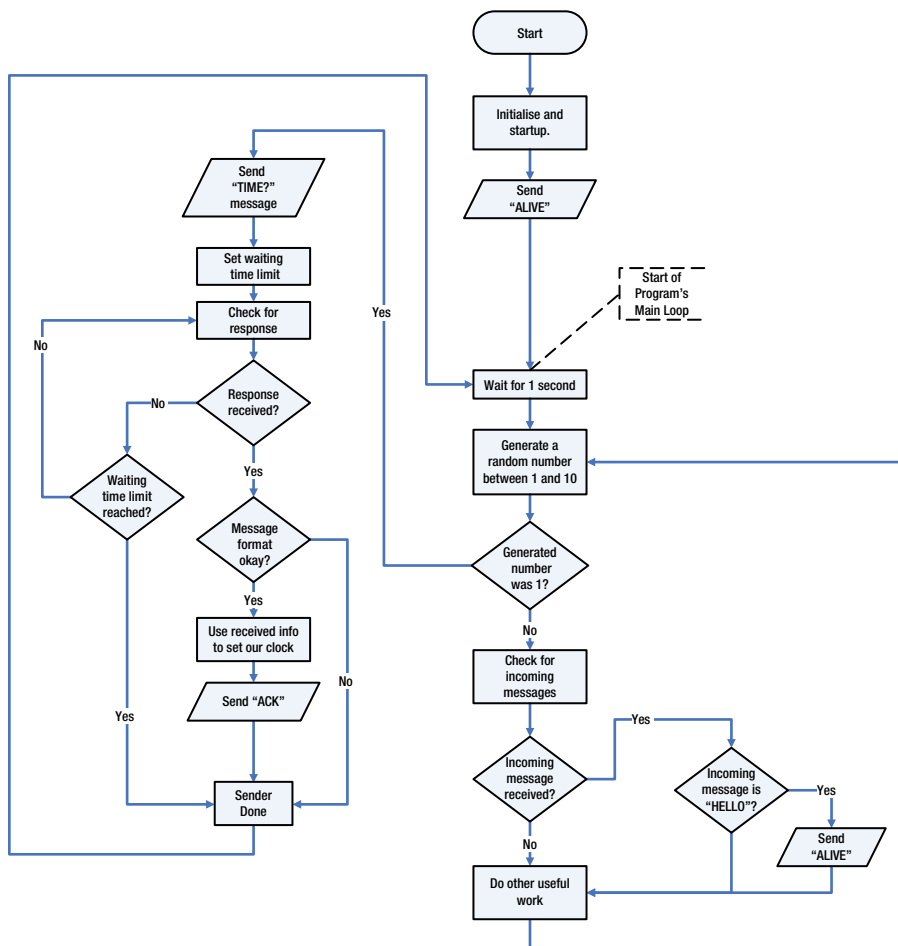 Start
Initialise and
startup.
Send
“ALIVE”
Start of
Program’s
Main Loop
Wait for 1 second
Generate a
random number
between 1 and 10
Generated
number
was 1?
Yes
No
Send
“TIME?”
message
Set waiting
time limit
Check for
response
Response
received?
No
Waiting
time limit
reached?
No
Yes
Yes
Message
format
okay?
Yes
No
Use received info
to set our clock
Send “ACK”
Sender
Done
Check for
incoming
messages
Incoming
message
received?
Yes
No
Incoming
message is
“HELLO”?
Yes
Send
“ALIVE”
Do other useful
work